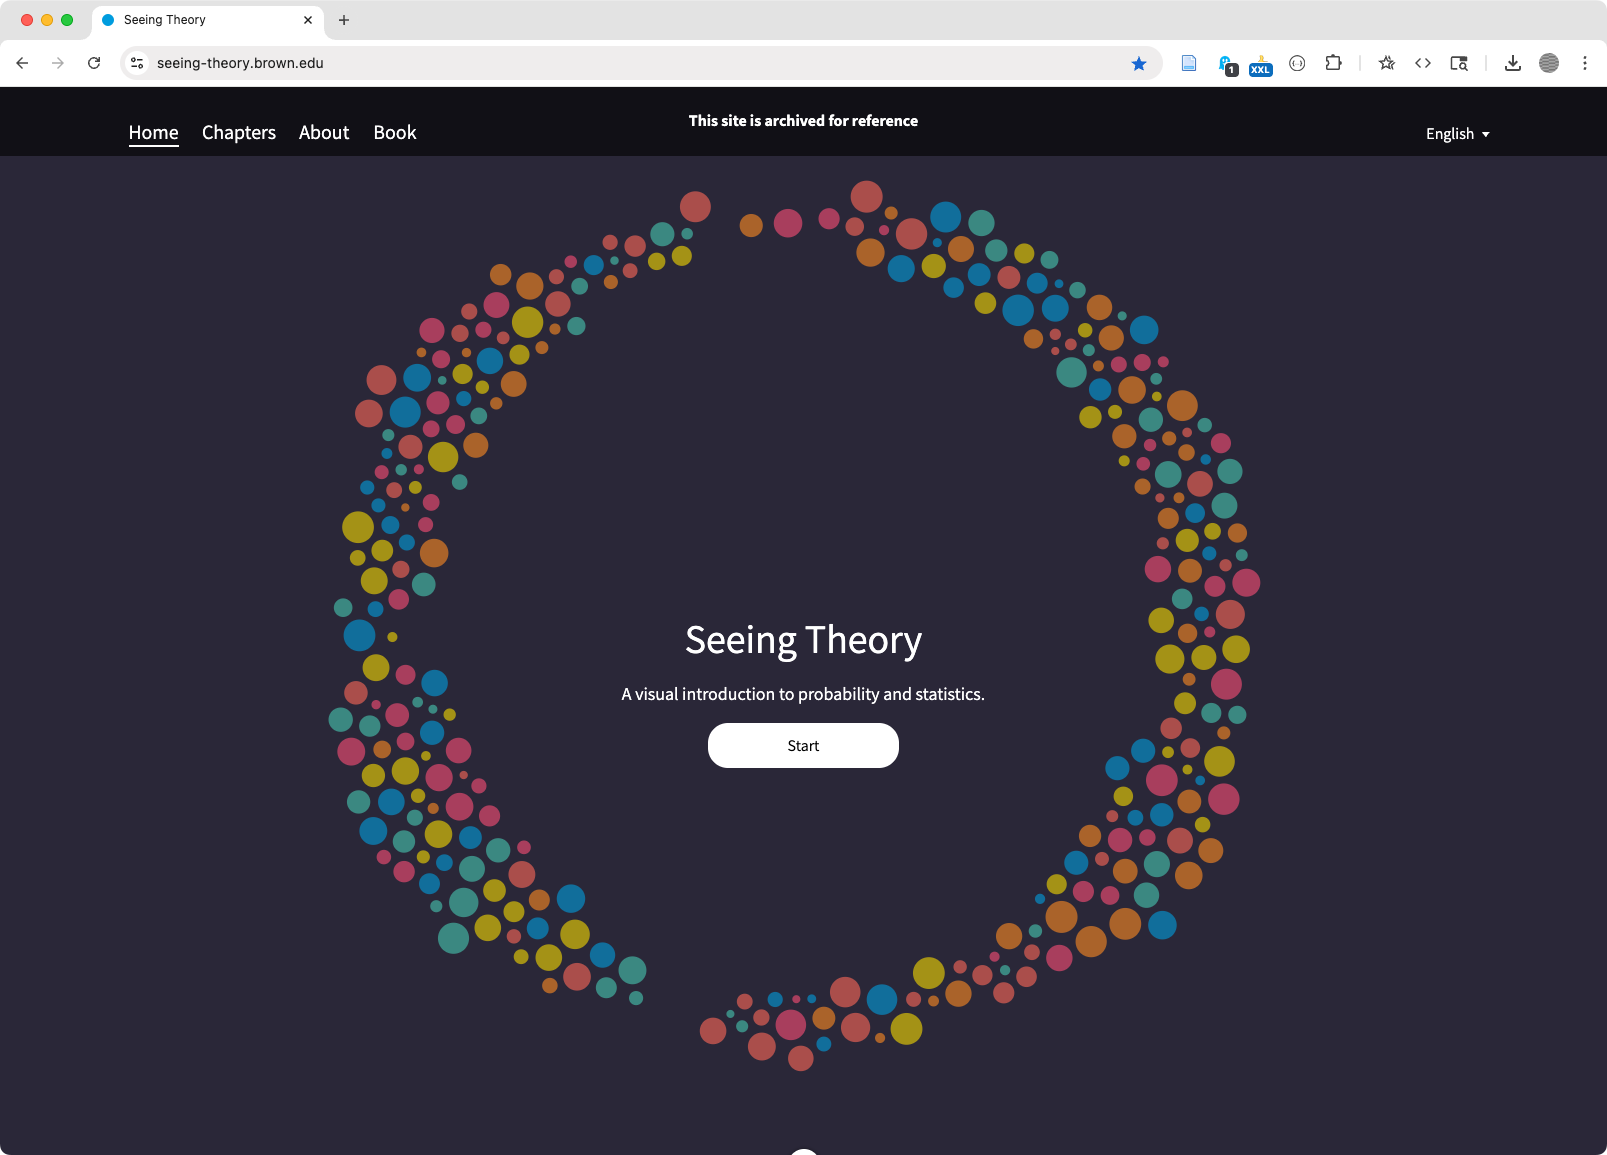 Seeing Theory
seeing-theory.brown.edu
1
XXL
This site is archived for reference
Home Chapters About Book
English
Seeing Theory
A visual introduction to probability and statistics.
Start